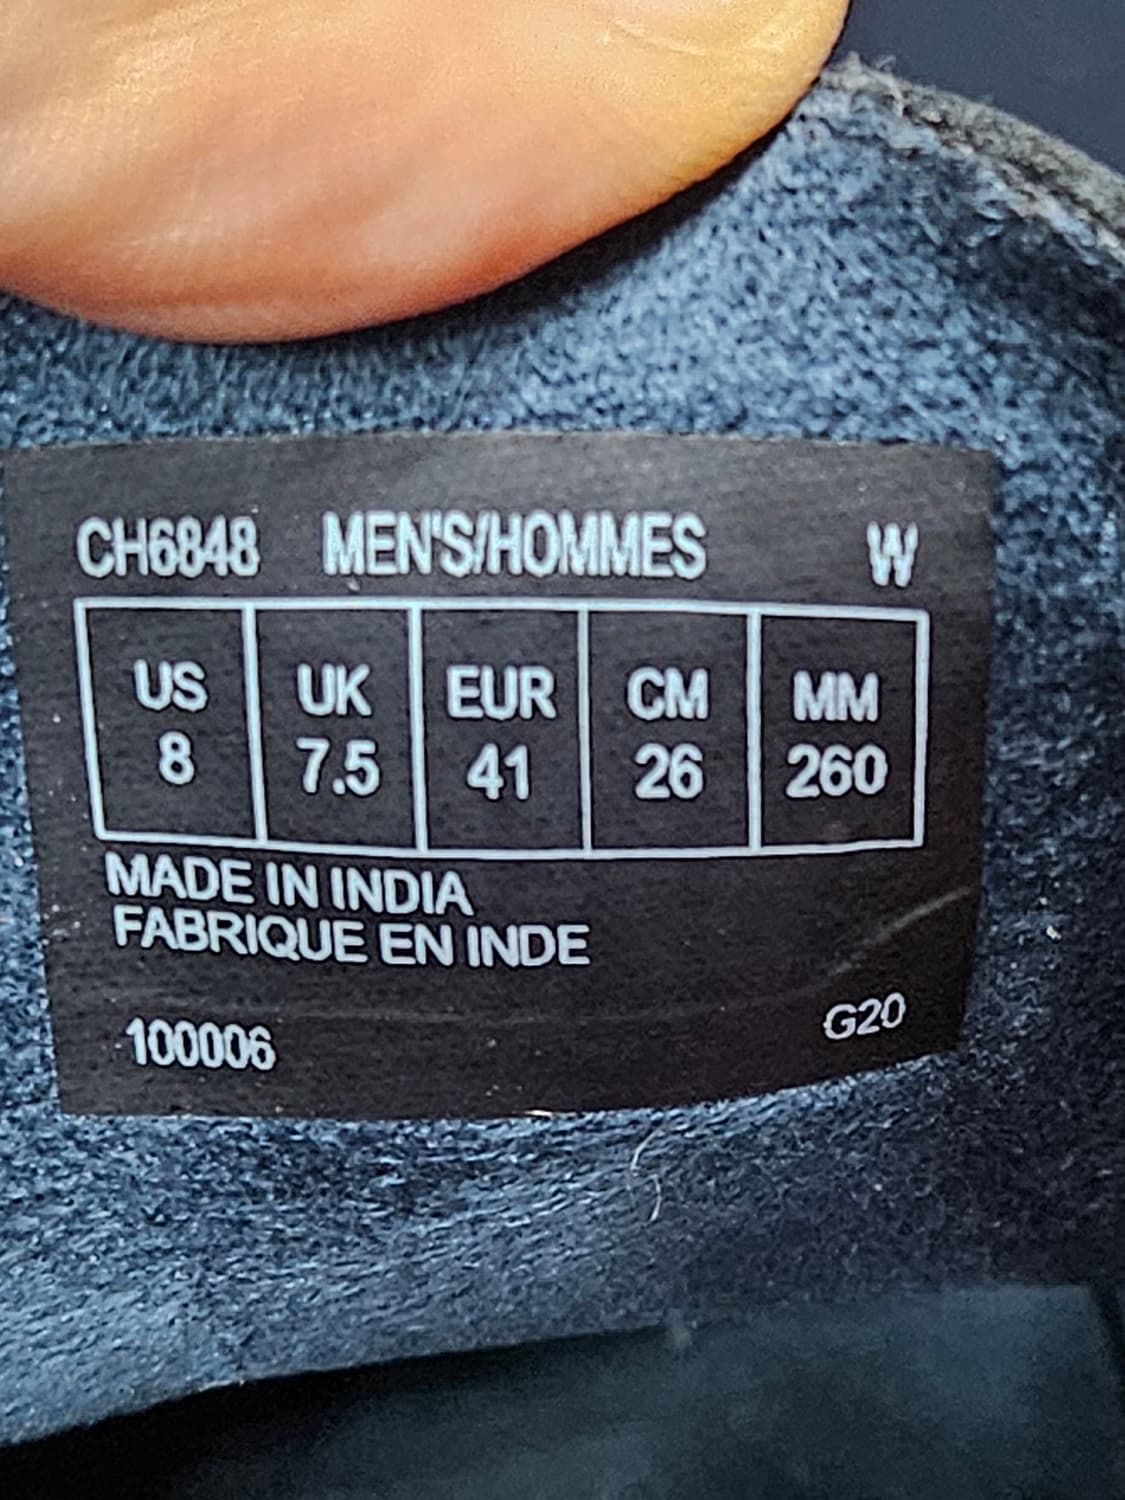 CH6848 MEN'S/HOMMES W
US UK EUR CM MM
8 7.5 41 26 260
MADE IN INDIA
FABRIQUE EN INDE
100006 G20